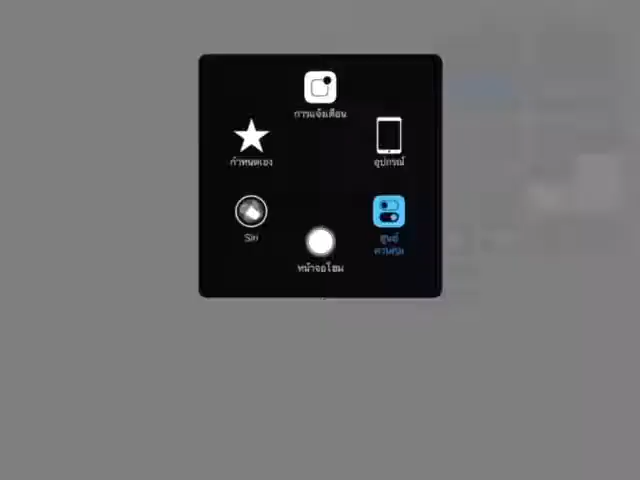 การแจ้งเตือน
กำหนดเอง
อุปกรณ์
Siri
ศูนย์
ควบคุม
หน้าจอโฮม